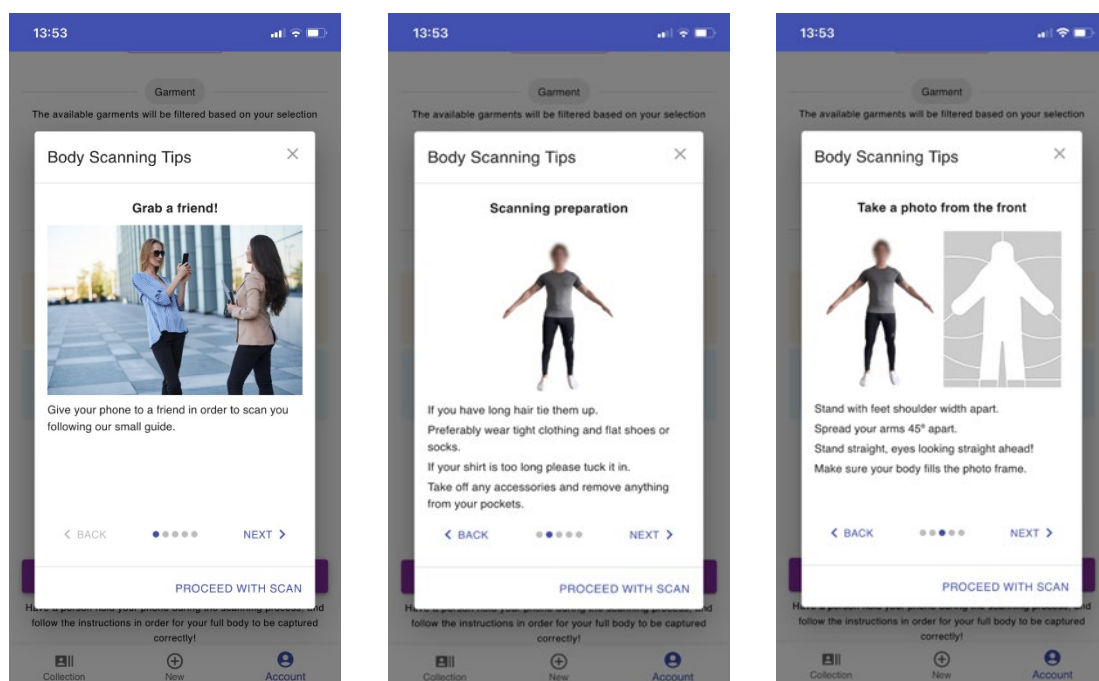 13:53
Garment
The available garments will be filtered based on your selection
Body Scanning Tips
Grab a friend!
Give your phone to a friend in order to scan you
following our small guide.
BACK
NEXT
PROCEED WITH SCAN
Have a person hold your phone during the scanning process, and
follow the instructions in order for your full body to be captured
correctly!
Collection
New
Account
13:53
Garment
The available garments will be filtered based on your selection
Body Scanning Tips
Scanning preparation
If you have long hair tie them up.
Preferably wear tight clothing and flat shoes or
socks.
If your shirt is too long please tuck it in.
Take off any accessories and remove anything
from your pockets.
BACK
NEXT
PROCEED WITH SCAN
follow the instructions in order for your full body to be captured
correctly!
Collection
New
Account
13:53
Garment
The available garments will be filtered based on your selection
Body Scanning Tips
Take a photo from the front
Stand with feet shoulder width apart.
Spread your arms 45° apart.
Stand straight, eyes looking straight ahead!
Make sure your body fills the photo frame.
BACK
NEXT
PROCEED WITH SCAN
follow the instructions in order for your full body to be captured
correctly!
Collection
New
Account